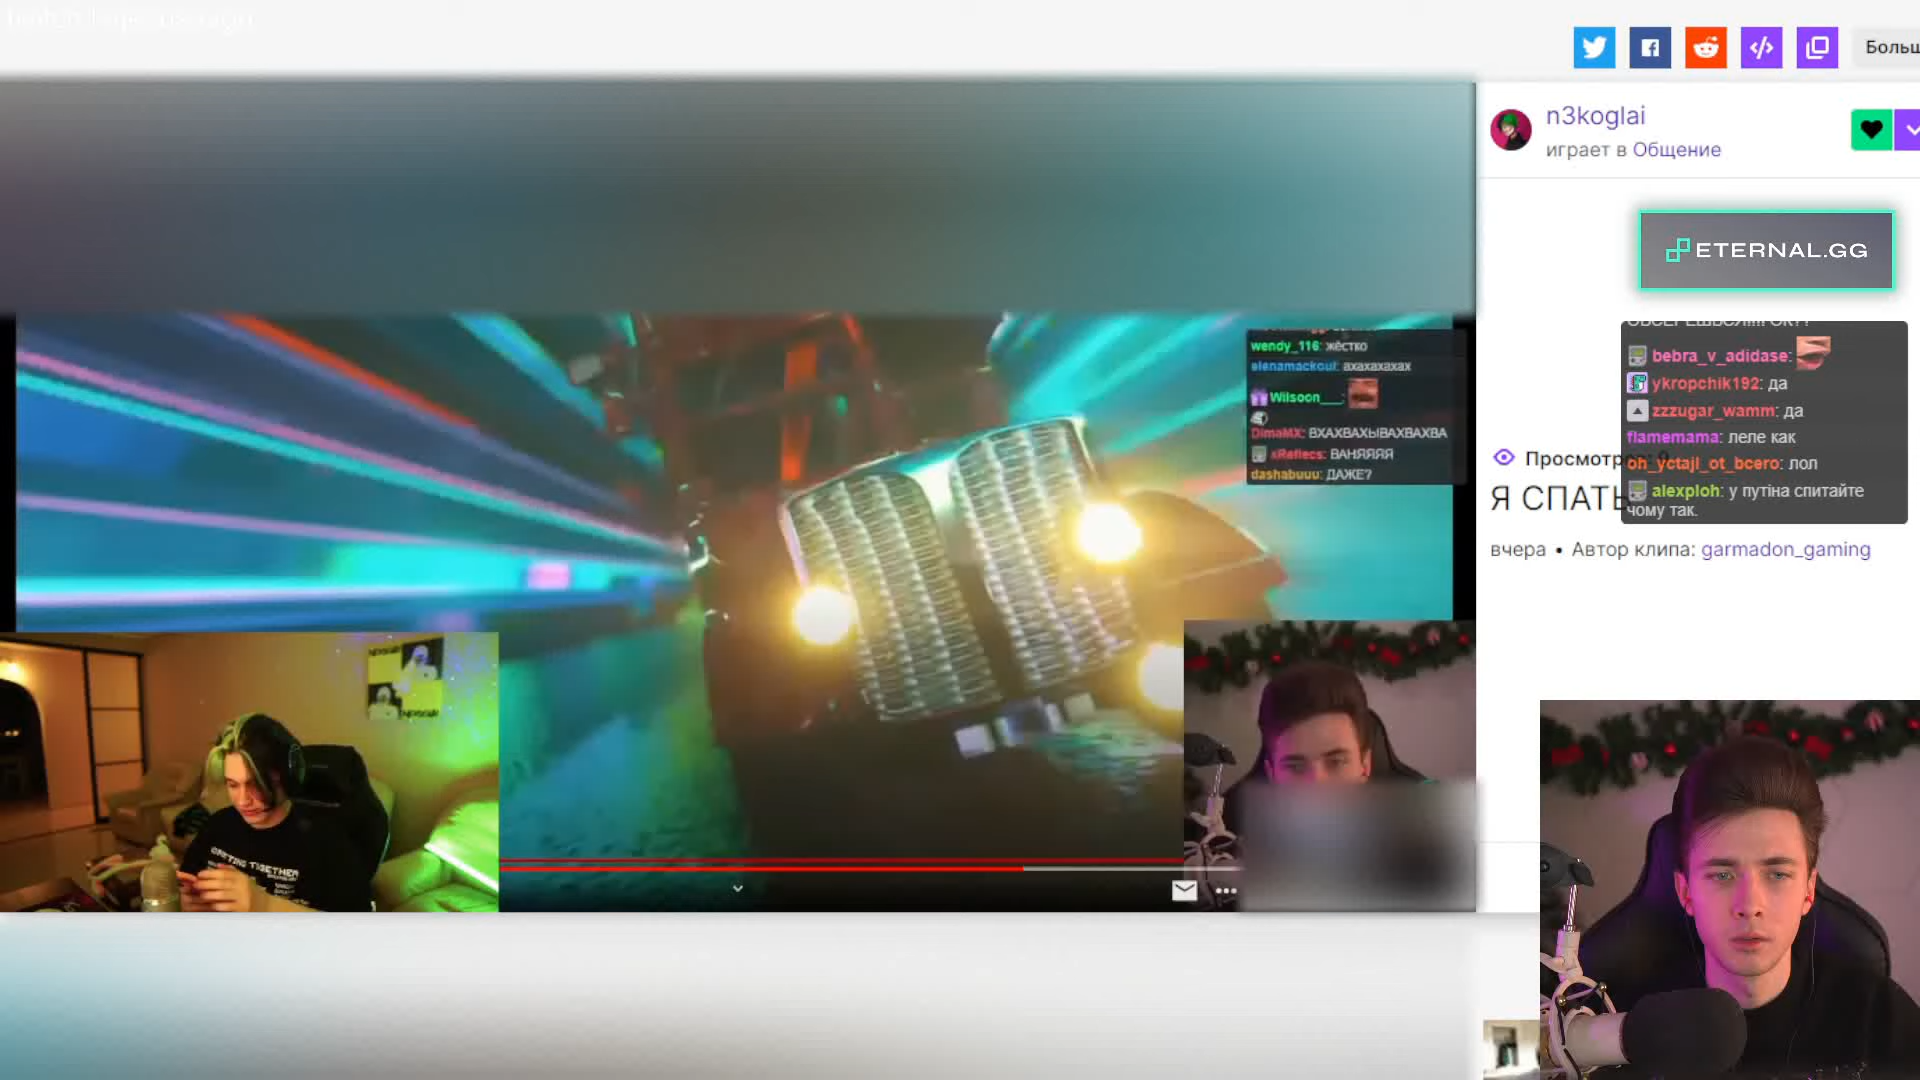 Больш
n3koglai
играет в Общение
ETERNAL.GG
wendy_116: жёстко
elenamackoul: ахахахахах
Wilsoon___:
DimaMX: ВХАХВАХЫВАХВАХВА
xReflecs: ВАНЯЯЯЯ
dashabuuu: ДАЖЕ?
bebra_v_adidase:
ykropchik192: да
zzzugar_wamm: да
flamemama: леле как
oh_yctajl_ot_bcero: лол
alexploh: у путіна спитайте
чому так.
Просмотр
Я СПАТЬ
вчера • Автор клипа: garmadon_gaming